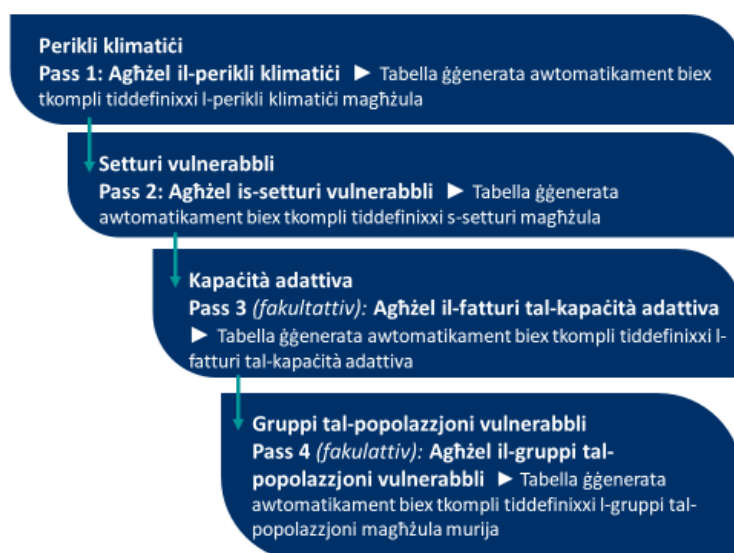 Perikli klimatiċi
Pass 1: Agħżel il-perikli klimatiċi ► Tabella ġġenerata awtomatikament biex
tkompli tiddefinixxi l-perikli klimatiċi magħżula
Setturi vulnerabbli
Pass 2: Agħżel is-setturi vulnerabbli ► Tabella ġġenerata
awtomatikament biex tkompli tiddefinixxi s-setturi magħżula
Kapaċità adattiva
Pass 3 (fakultattiv): Agħżel il-fatturi tal-kapaċità adattiva
► Tabella ġġenerata awtomatikament biex tkompli tiddefinixxi l-
fatturi tal-kapaċità adattiva
Gruppi tal-popolazzjoni vulnerabbli
Pass 4 (fakulattiv): Agħżel il-gruppi tal-
popolazzjoni vulnerabbli ► Tabella ġġenerata
awtomatikament biex tkompli tiddefinixxi l-gruppi tal-
popolazzjoni magħżula murija